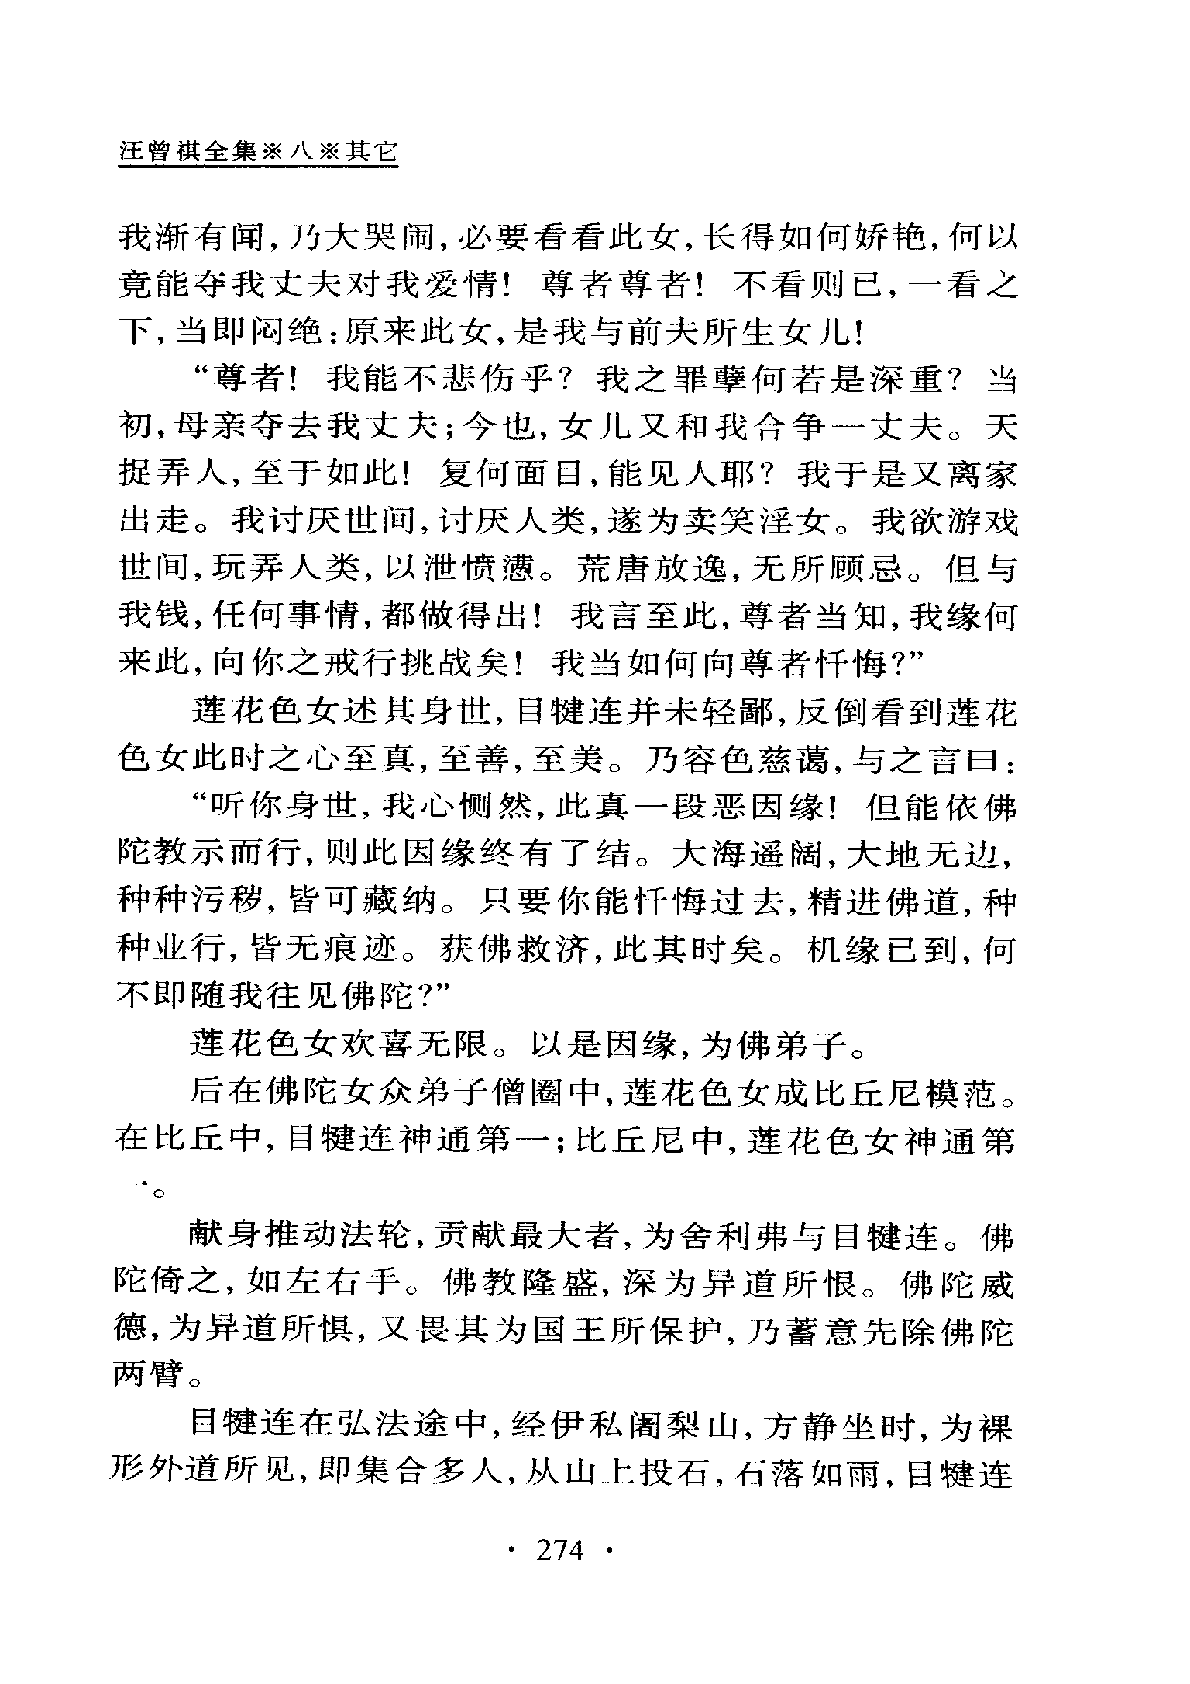 汪曾祺全集※八※其它
我渐有闻,乃大哭闹,必要看看此女,长得如何娇艳,何以
竟能夺我丈夫对我爱情! 尊者尊者! 不看则已,一看之
下,当即闷绝:原来此女,是我与前夫所生女儿!
“尊者! 我能不悲伤乎? 我之罪孽何若是深重? 当
初,母亲夺去我丈夫;今也,女儿又和我合争一丈夫。天
捉弄人,至于如此! 复何面目,能见人耶? 我于是又离家
出走。我讨厌世间,讨厌人类,遂为卖笑淫女。我欲游戏
世间,玩弄人类,以泄愤懑。荒唐放逸,无所顾忌。但与
我钱,任何事情,都做得出! 我言至此,尊者当知,我缘何
来此,向你之戒行挑战矣! 我当如何向尊者忏悔?”
莲花色女述其身世,目犍连并未轻鄙,反倒看到莲花
色女此时之心至真,至善,至美。乃容色慈蔼,与之言曰:
“听你身世,我心恻然,此真一段恶因缘! 但能依佛
陀教示而行,则此因缘终有了结。大海遥阔,大地无边,
种种污秽,皆可藏纳。只要你能忏悔过去,精进佛道,种
种业行,皆无痕迹。获佛救济,此其时矣。机缘已到,何
不即随我往见佛陀?”
莲花色女欢喜无限。以是因缘,为佛弟子。
后在佛陀女众弟子僧圈中,莲花色女成比丘尼模范。
在比丘中,目犍连神通第一;比丘尼中,莲花色女神通第
一。
献身推动法轮,贡献最大者,为舍利弗与目犍连。佛
陀倚之,如左右手。佛教隆盛,深为异道所恨。佛陀威
德,为异道所惧,又畏其为国王所保护,乃蓄意先除佛陀
两臂。
目犍连在弘法途中,经伊私阇梨山,方静坐时,为裸
形外道所见,即集合多人,从山上投石,石落如雨,目犍连
· 274 ·